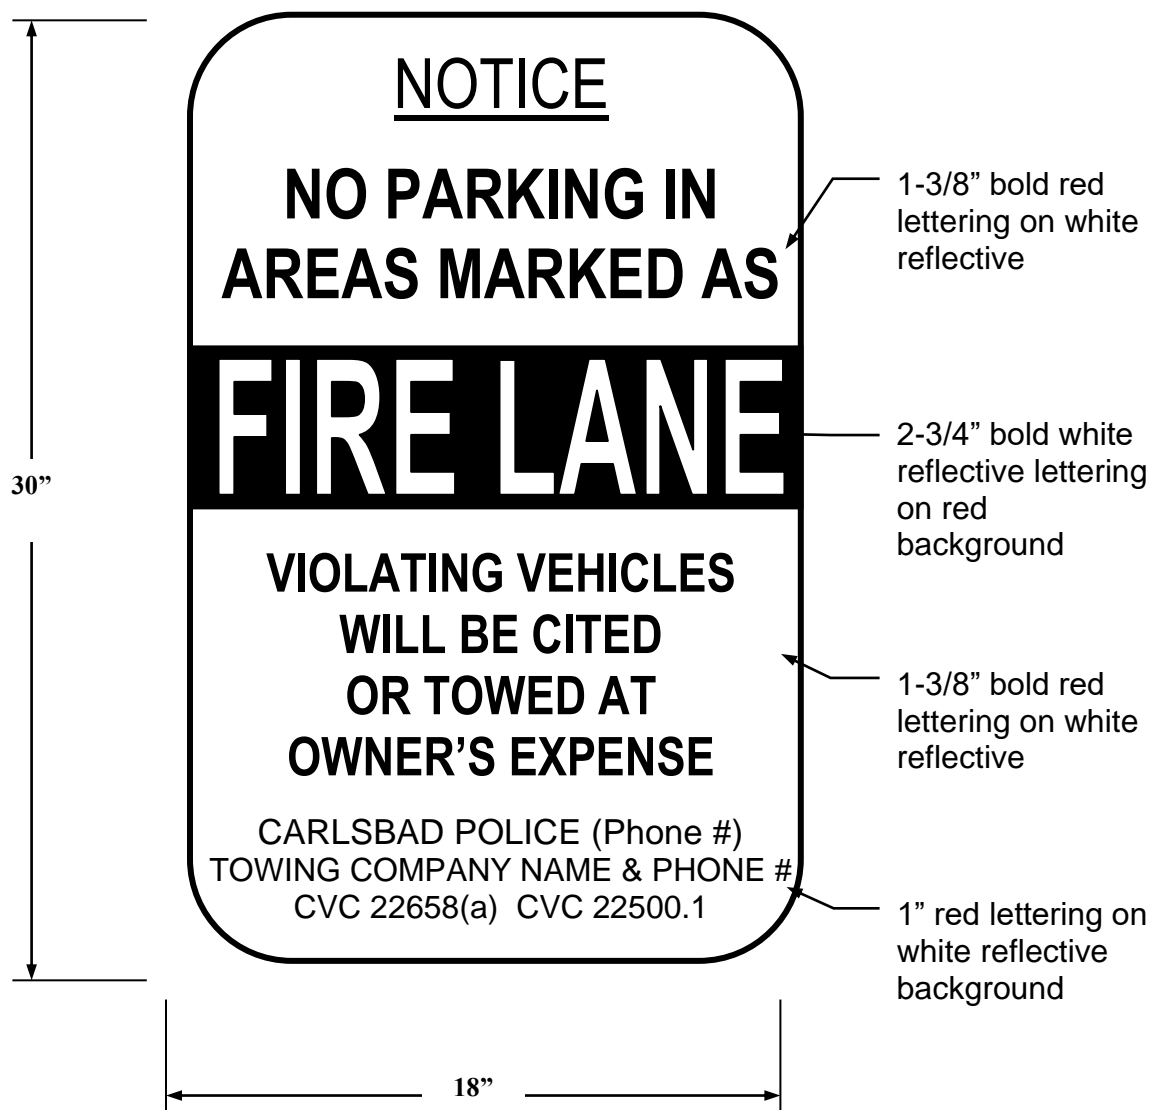 NOTICE
NO PARKING IN
AREAS MARKED AS
FIRE LANE
VIOLATING VEHICLES
WILL BE CITED
OR TOWED AT
OWNER’S EXPENSE
CARLSBAD POLICE (Phone #)
TOWING COMPANY NAME & PHONE #
CVC 22658(a) CVC 22500.1
30”
18”
1-3/8” bold red
lettering on white
reflective
2-3/4” bold white
reflective lettering
on red
background
1-3/8” bold red
lettering on white
reflective
1” red lettering on
white reflective
background